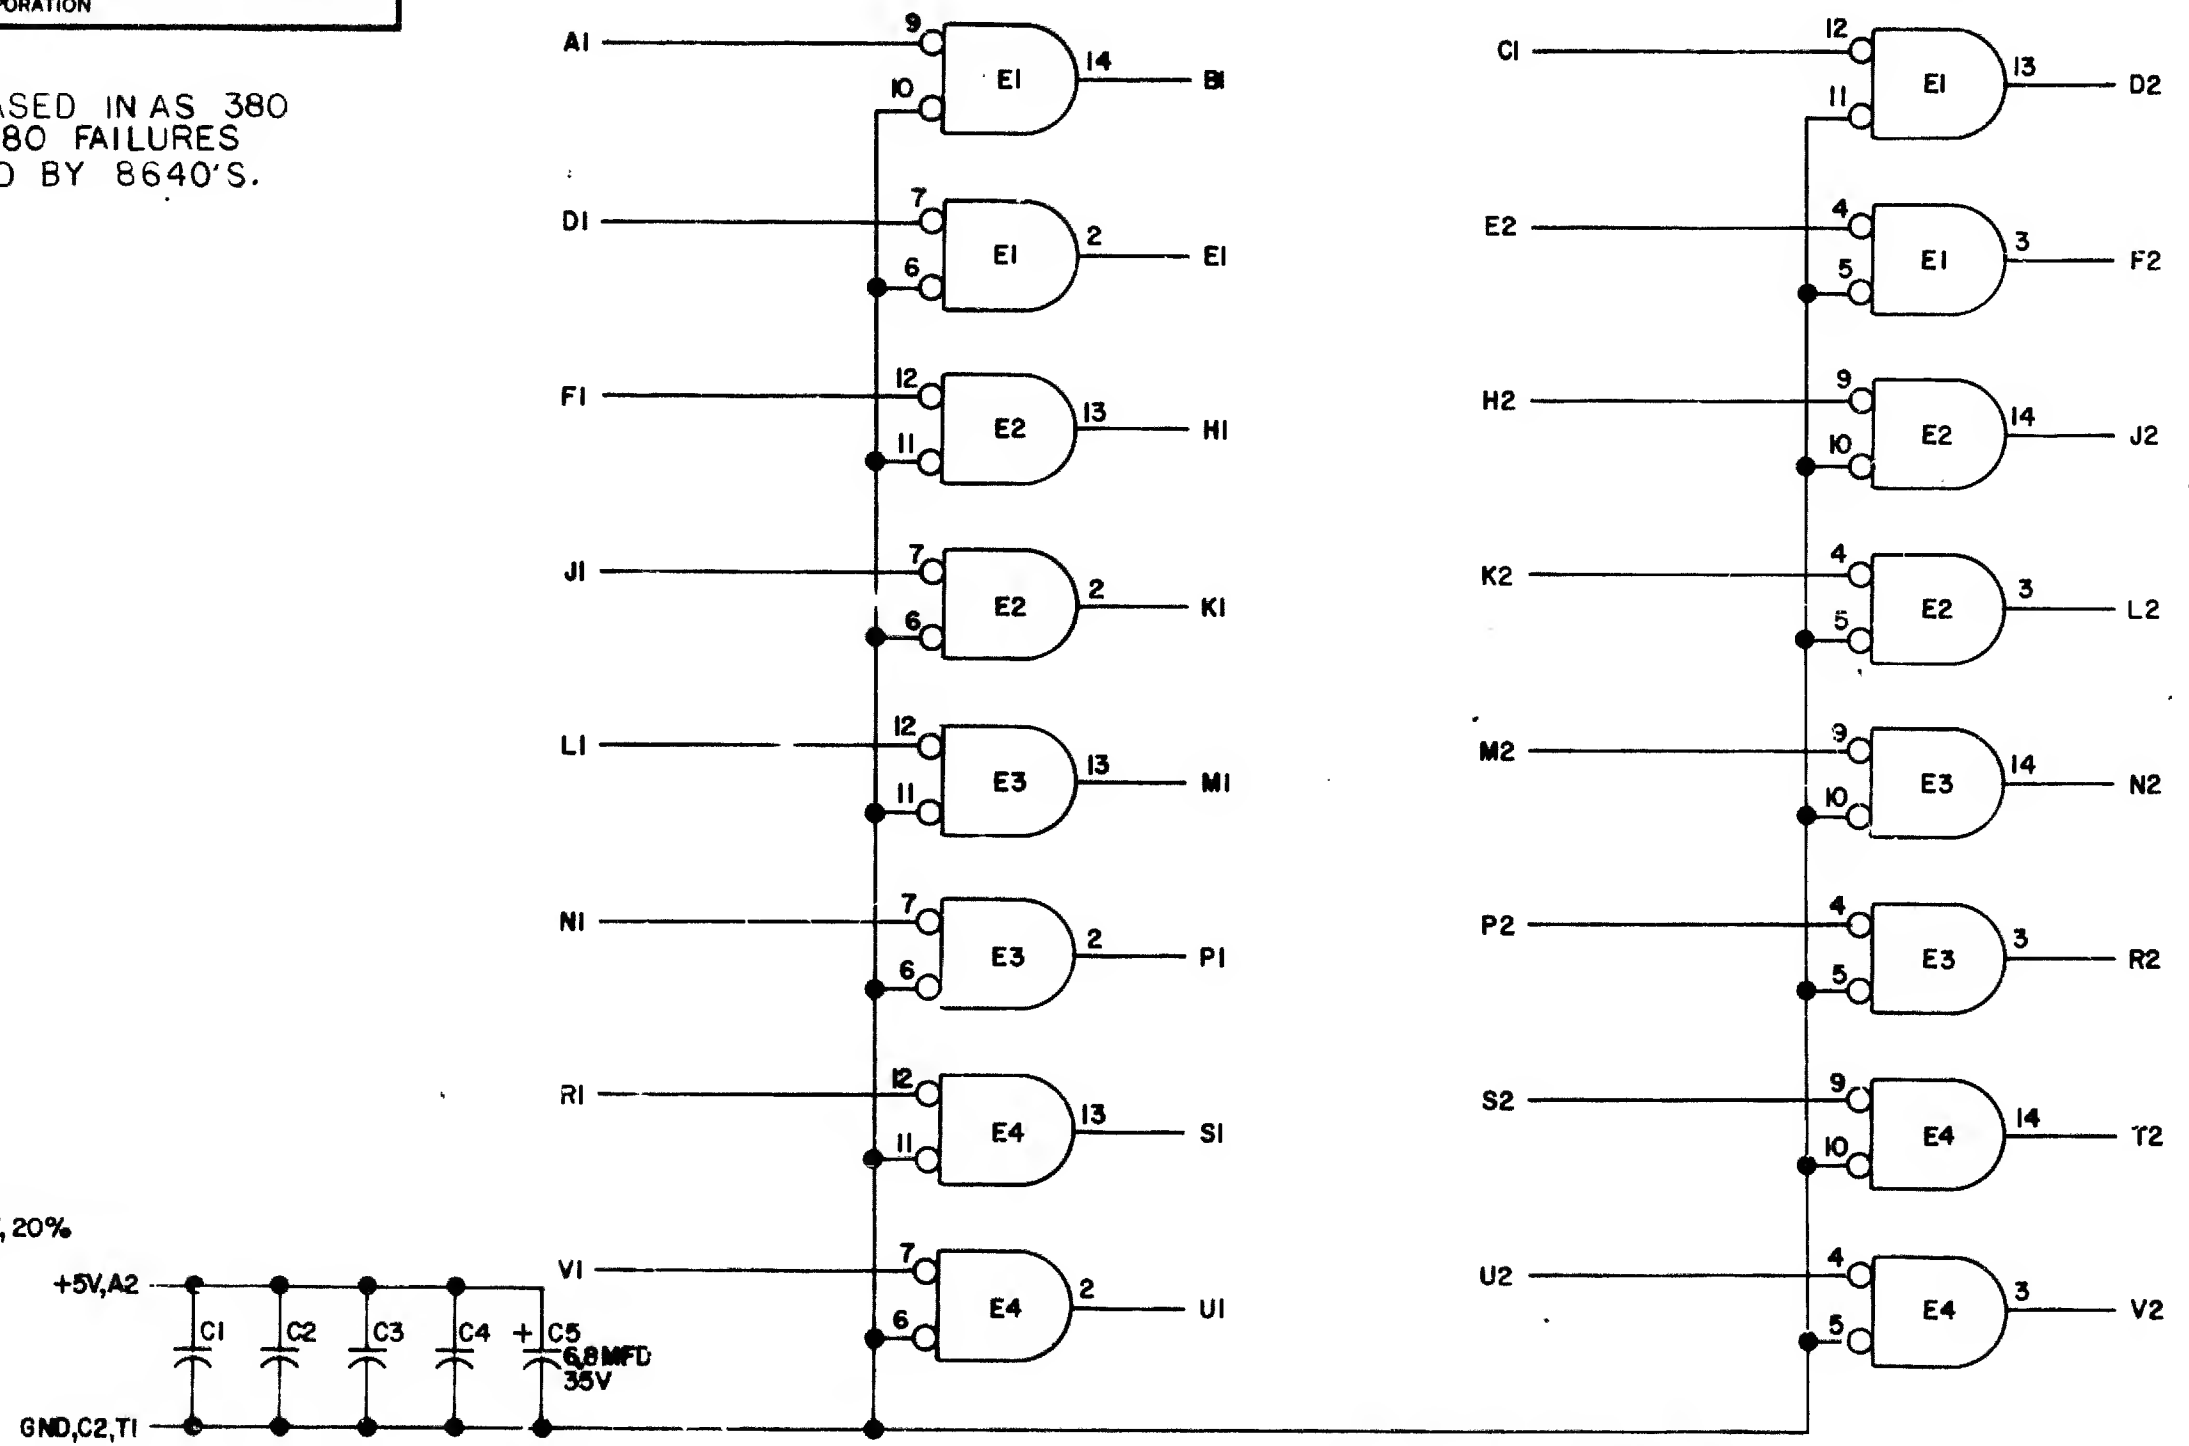 PORATION
ASED IN AS 380
80 FAILURES
D BY 8640'S.
A1 9 10 E1 14 B1
C1 12 11 E1 13 D2
D1 7 6 E1 2 E1
E2 4 5 E1 3 F2
F1 12 11 E2 13 H1
H2 9 10 E2 14 J2
J1 7 6 E2 2 K1
K2 4 5 E2 3 L2
L1 12 11 E3 13 M1
M2 9 10 E3 14 N2
N1 7 6 E3 2 P1
P2 4 5 E3 3 R2
R1 12 11 E4 13 S1
S2 9 10 E4 14 T2
V1 7 6 E4 2 U1
U2 4 5 E4 3 V2
, 20%
+5V,A2
C1 C2 C3 C4 + C5
6.8 MFD
35V
GND,C2,T1